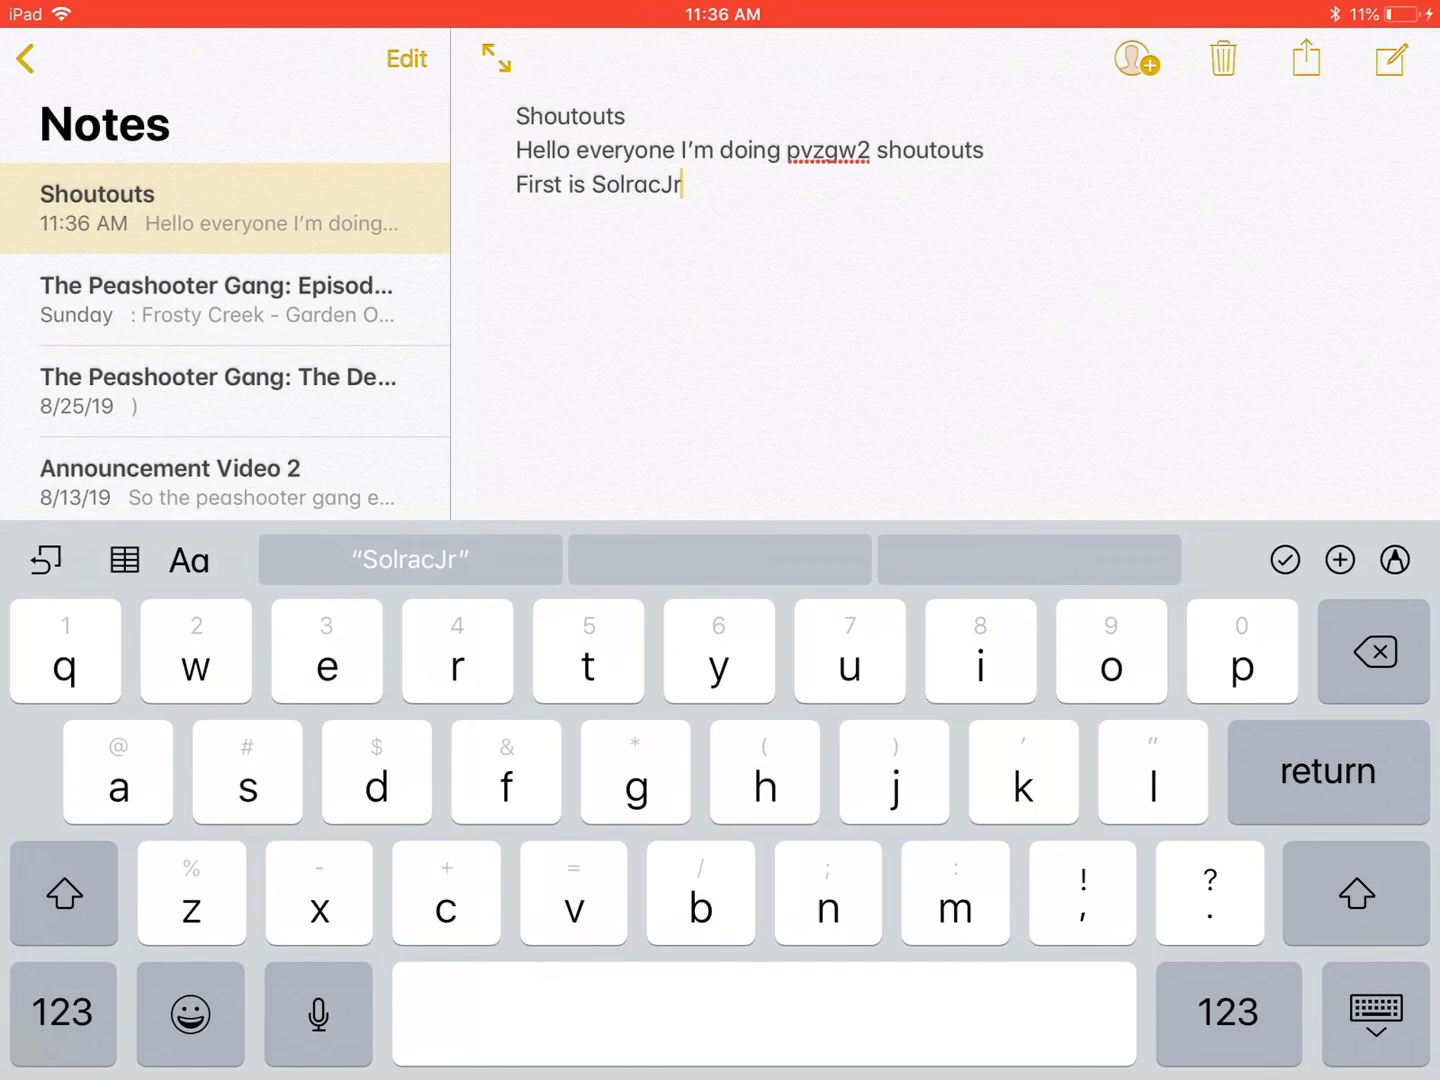 iPad 11:36 AM 11%
Edit
Notes
Shoutouts
11:36 AM Hello everyone I’m doing...
The Peashooter Gang: Episod...
Sunday : Frosty Creek - Garden O...
The Peashooter Gang: The De...
8/25/19 )
Announcement Video 2
8/13/19 So the peashooter gang e...
Shoutouts
Hello everyone I’m doing pvzgw2 shoutouts
First is SolracJr
Aa “SolracJr”
1 2 3 4 5 6 7 8 9 0
q w e r t y u i o p
@ # $ & * ( ) ' "
a s d f g h j k l return
% - + = / ; : ! ?
z x c v b n m , .
123 123